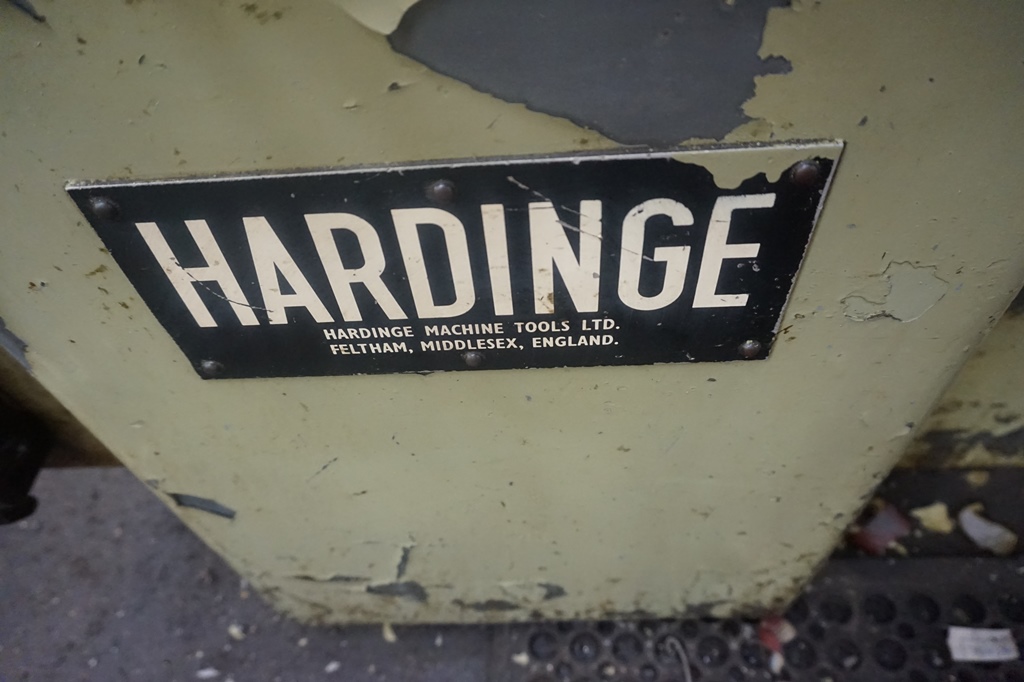 HARDINGE
HARDINGE MACHINE TOOLS LTD.
FELTHAM, MIDDLESEX, ENGLAND.